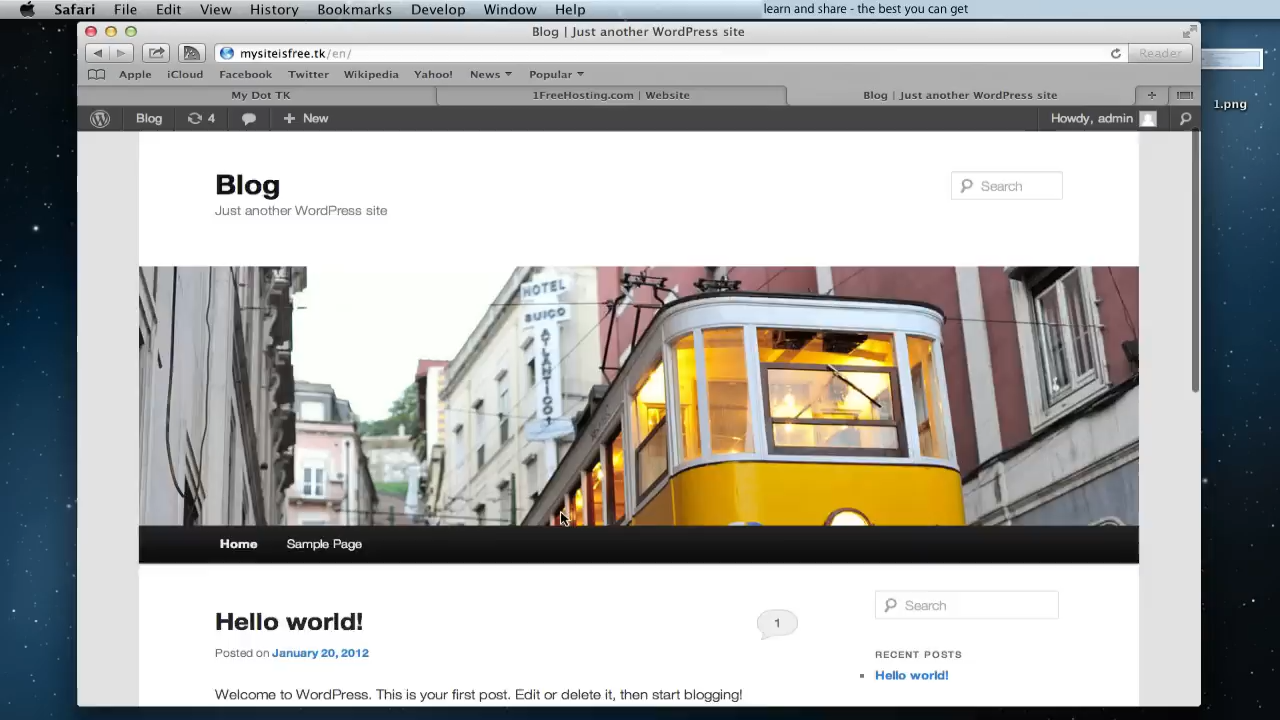 Safari File Edit View History Bookmarks Develop Window Help
learn and share - the best you can get
Blog | Just another WordPress site
mysiteisfree.tk/en/
Reader
Apple iCloud Facebook Twitter Wikipedia Yahoo! News Popular
My Dot TK
1FreeHosting.com | Website
Blog | Just another WordPress site
1.png
Blog 4 New
Howdy, admin
Blog
Search
Just another WordPress site
HOTEL
SUICO
ATLANTICO
Home Sample Page
Hello world!
1
Search
Posted on January 20, 2012
RECENT POSTS
Hello world!
Welcome to WordPress. This is your first post. Edit or delete it, then start blogging!